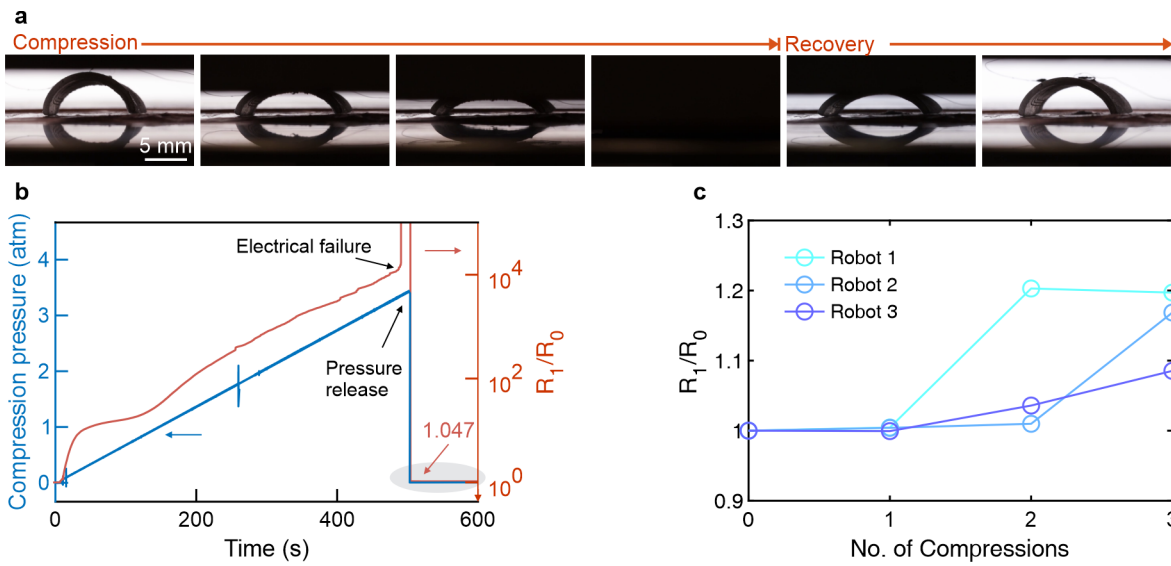 a
Compression
Recovery
5 mm
b
Compression pressure (atm)
4
3
2
1
0
0
200
400
600
Time (s)
Electrical failure
Pressure
release
1.047
10^4
10^2
10^0
R1/R0
c
1.3
1.2
1.1
1
0.9
R1/R0
Robot 1
Robot 2
Robot 3
0
1
2
3
No. of Compressions